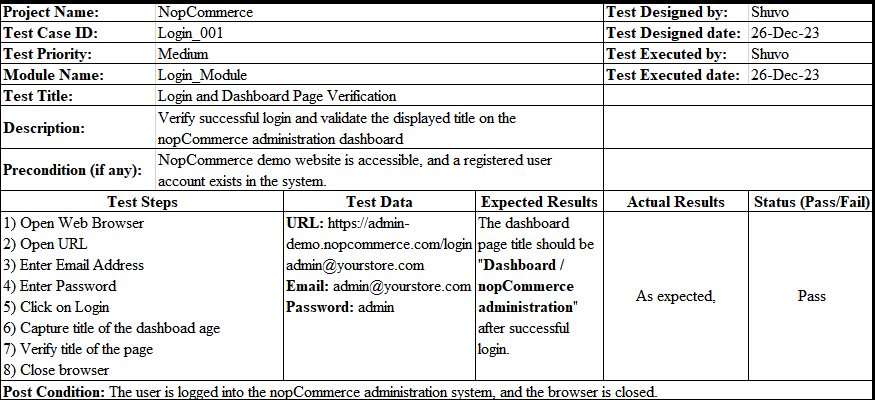 Project Name: NopCommerce Test Designed by: Shuvo
Test Case ID: Login_001 Test Designed date: 26-Dec-23
Test Priority: Medium Test Executed by: Shuvo
Module Name: Login_Module Test Executed date: 26-Dec-23
Test Title: Login and Dashboard Page Verification
Description: Verify successful login and validate the displayed title on the
nopCommerce administration dashboard
Precondition (if any): NopCommerce demo website is accessible, and a registered user
account exists in the system.
Test Steps Test Data Expected Results Actual Results Status (Pass/Fail)
1) Open Web Browser
2) Open URL
3) Enter Email Address
4) Enter Password
5) Click on Login
6) Capture title of the dashboad age
7) Verify title of the page
8) Close browser
URL: https://admin-
demo.nopcommerce.com/login
admin@yourstore.com
Email: admin@yourstore.com
Password: admin
The dashboard
page title should be
"Dashboard /
nopCommerce
administration"
after successful
login.
As expected,
Pass
Post Condition: The user is logged into the nopCommerce administration system, and the browser is closed.